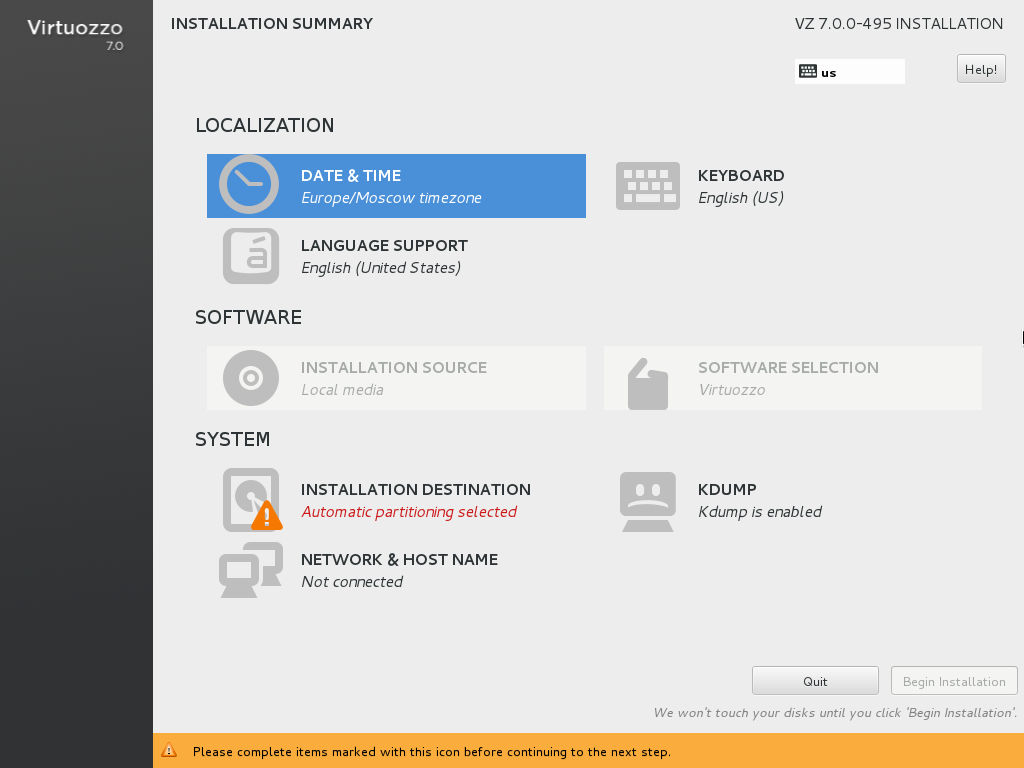 Virtuozzo
7.0
INSTALLATION SUMMARY
VZ 7.0.0-495 INSTALLATION
us
Help!
LOCALIZATION
DATE & TIME
Europe/Moscow timezone
KEYBOARD
English (US)
LANGUAGE SUPPORT
English (United States)
SOFTWARE
INSTALLATION SOURCE
Local media
SOFTWARE SELECTION
Virtuozzo
SYSTEM
INSTALLATION DESTINATION
Automatic partitioning selected
KDUMP
Kdump is enabled
NETWORK & HOST NAME
Not connected
Quit
Begin Installation
We won't touch your disks until you click 'Begin Installation'.
Please complete items marked with this icon before continuing to the next step.